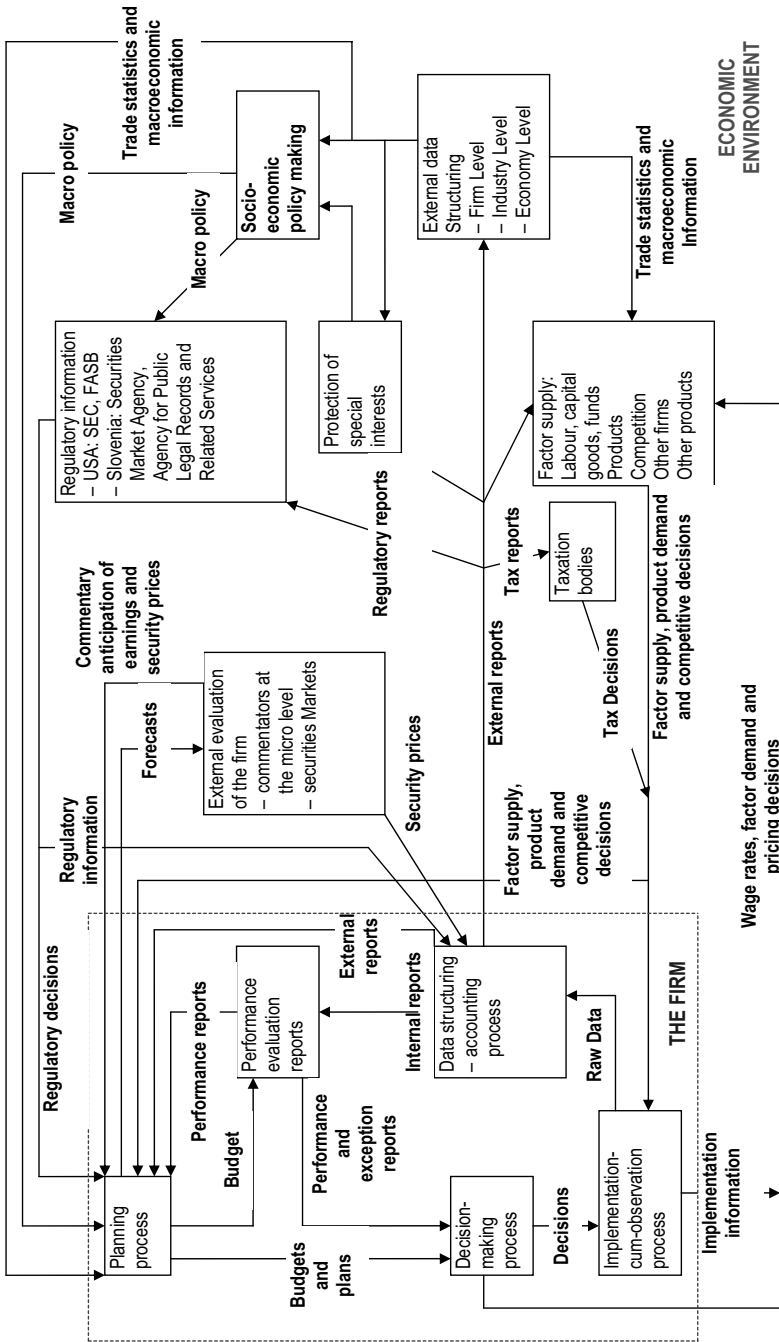 Trade statistics and
macroeconomic
information
Macro policy
Socio-
economic
policy making
Macro policy
External data
Structuring
– Firm Level
– Industry Level
– Economy Level
ECONOMIC
ENVIRONMENT
Trade statistics and
macroeconomic
Information
Regulatory information
– USA: SEC, FASB
– Slovenia: Securities
Market Agency,
Agency for Public
Legal Records and
Related Services
Protection of
special
interests
Factor supply:
Labour, capital
goods, funds
Products
Competition
Other firms
Other products
Regulatory reports
Tax reports
Taxation
bodies
External reports
Tax Decisions
Factor supply, product demand
and competitive decisions
Commentary
anticipation of
earnings and
security prices
Forecasts
External evaluation
of the firm
– commentators at
the micro level
– securities Markets
Security prices
Regulatory
information
Factor supply,
product
demand and
competitive
decisions
Wage rates, factor demand and
pricing decisions
Regulatory decisions
External
reports
Performance reports
Performance
evaluation
reports
Internal reports
Data structuring
– accounting
process
Budget
Performance
and
exception
reports
Raw Data
THE FIRM
Planning
process
Budgets
and
plans
Decision-
making
process
Decisions
Implementation-
cum-observation
process
Implementation
information